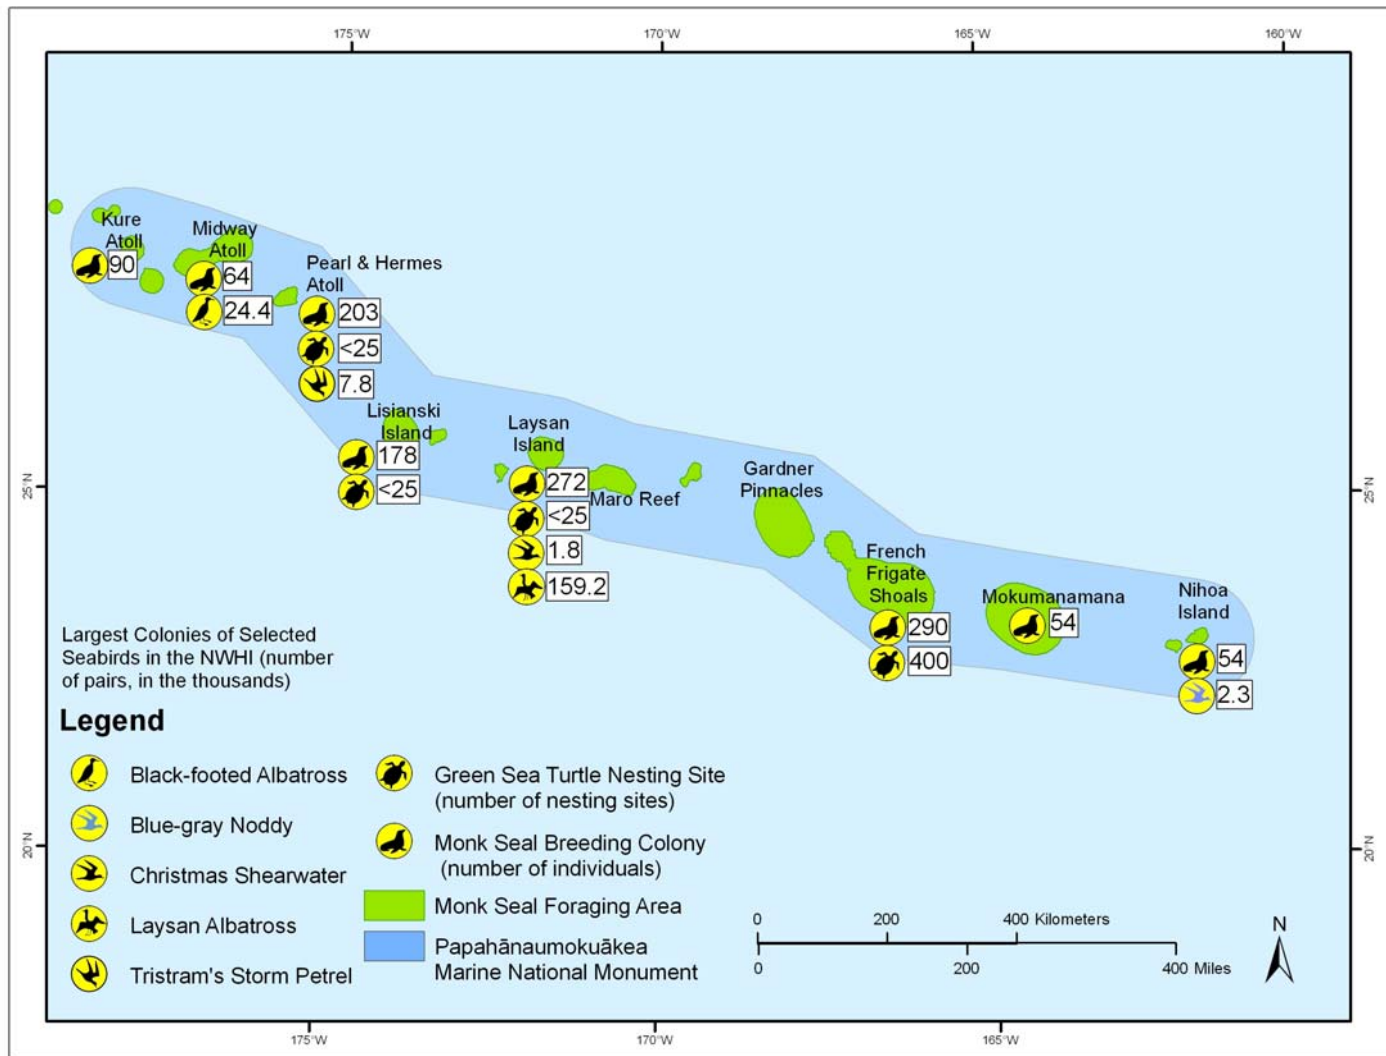 175°W
170°W
165°W
160°W
Kure
Atoll
90
Midway
Atoll
64
24.4
Pearl & Hermes
Atoll
203
<25
7.8
Lisianski
Island
178
<25
Laysan
Island
272
<25
1.8
159.2
Maro Reef
Gardner
Pinnacles
French
Frigate
Shoals
290
400
Mokumanamana
54
Nihoa
Island
54
2.3
25°N
25°N
20°N
20°N
Largest Colonies of Selected
Seabirds in the NWHI (number
of pairs, in the thousands)
Legend
Black-footed Albatross
Blue-gray Noddy
Christmas Shearwater
Laysan Albatross
Tristram's Storm Petrel
Green Sea Turtle Nesting Site
(number of nesting sites)
Monk Seal Breeding Colony
(number of individuals)
Monk Seal Foraging Area
Papahānaumokuākea
Marine National Monument
0 200 400 Kilometers
0 200 400 Miles
N
175°W
170°W
165°W